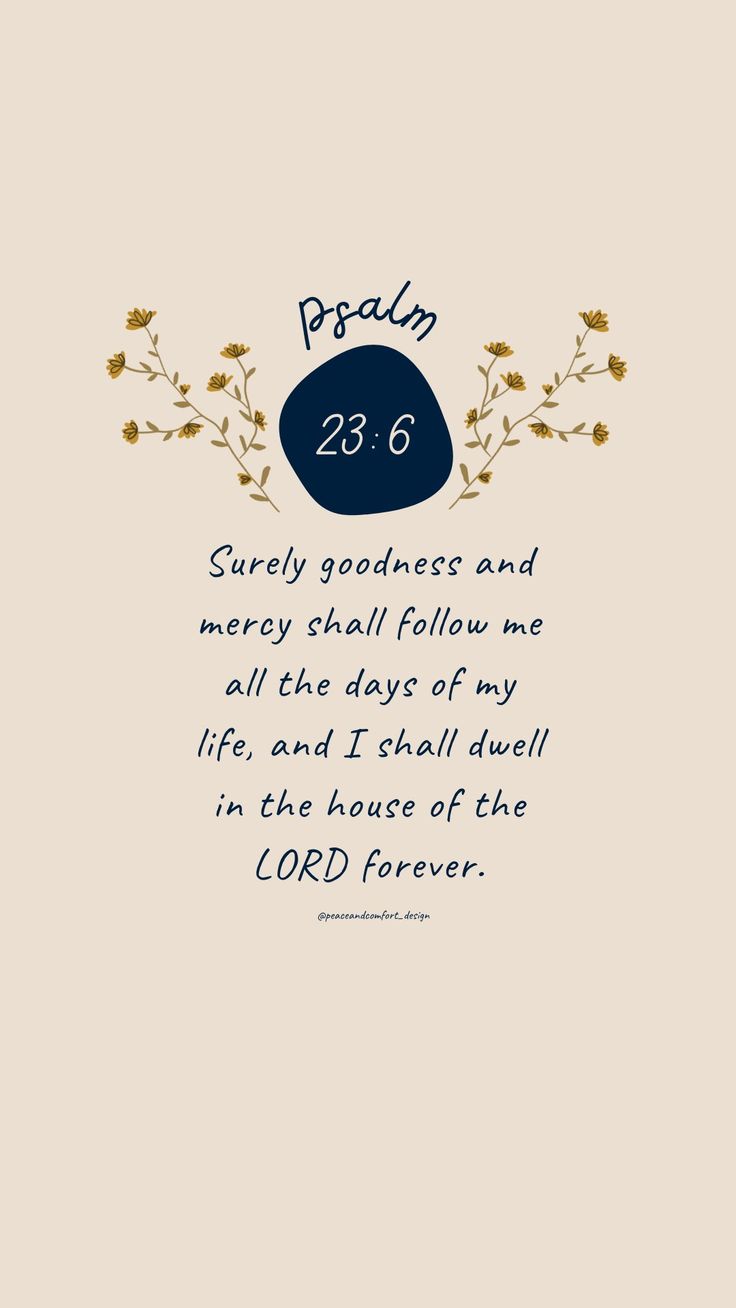 psalm
23:6
Surely goodness and
mercy shall follow me
all the days of my
life, and I shall dwell
in the house of the
LORD forever.
@peaceandcomfort_design